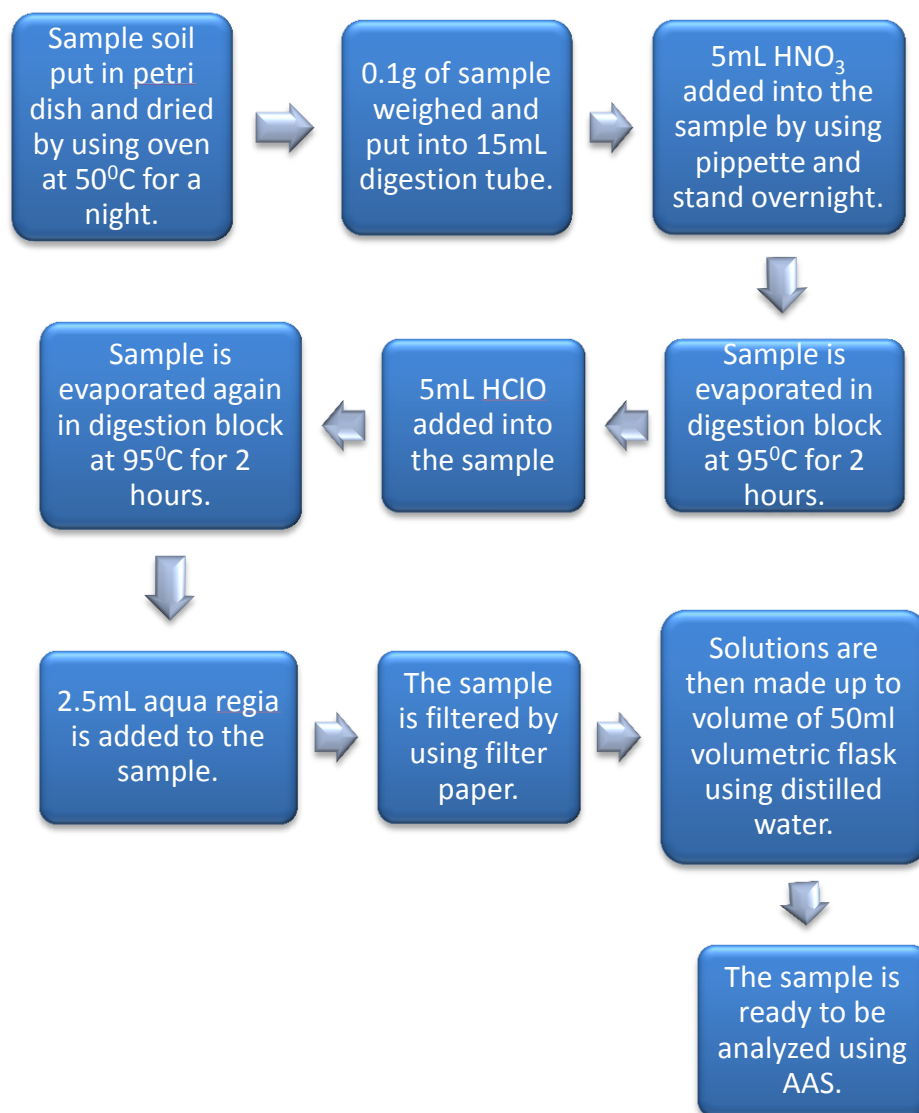 Sample soil
put in petri
dish and dried
by using oven
at 50⁰C for a
night.
0.1g of sample
weighed and
put into 15mL
digestion tube.
5mL HNO₃
added into the
sample by using
pippette and
stand overnight.
Sample is
evaporated in
digestion block
at 95⁰C for 2
hours.
5mL HClO
added into
the sample
Sample is
evaporated again
in digestion block
at 95⁰C for 2
hours.
2.5mL aqua regia
is added to the
sample.
The sample
is filtered by
using filter
paper.
Solutions are
then made up to
volume of 50ml
volumetric flask
using distilled
water.
The sample is
ready to be
analyzed using
AAS.